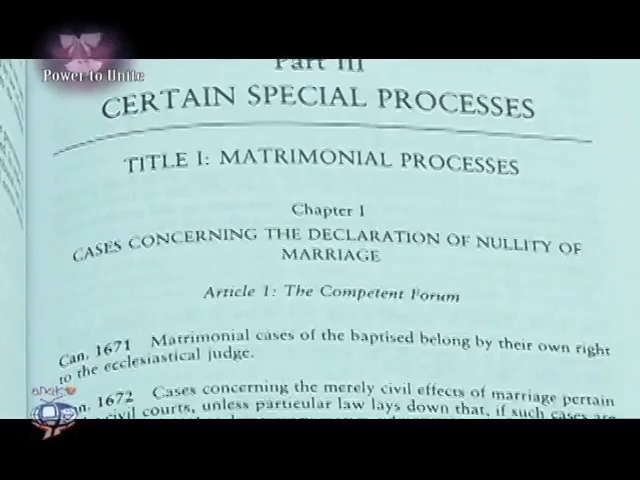 Power to Unite
Part III
CERTAIN SPECIAL PROCESSES
TITLE I: MATRIMONIAL PROCESSES
Chapter I
CASES CONCERNING THE DECLARATION OF NULLITY OF
MARRIAGE
Article 1: The Competent Forum
Can. 1671 Matrimonial cases of the baptised belong by their own right
to the ecclesiastical judge.
1672 Cases concerning the merely civil effects of marriage pertain
civil courts, unless particular law lays down that, if such cases are